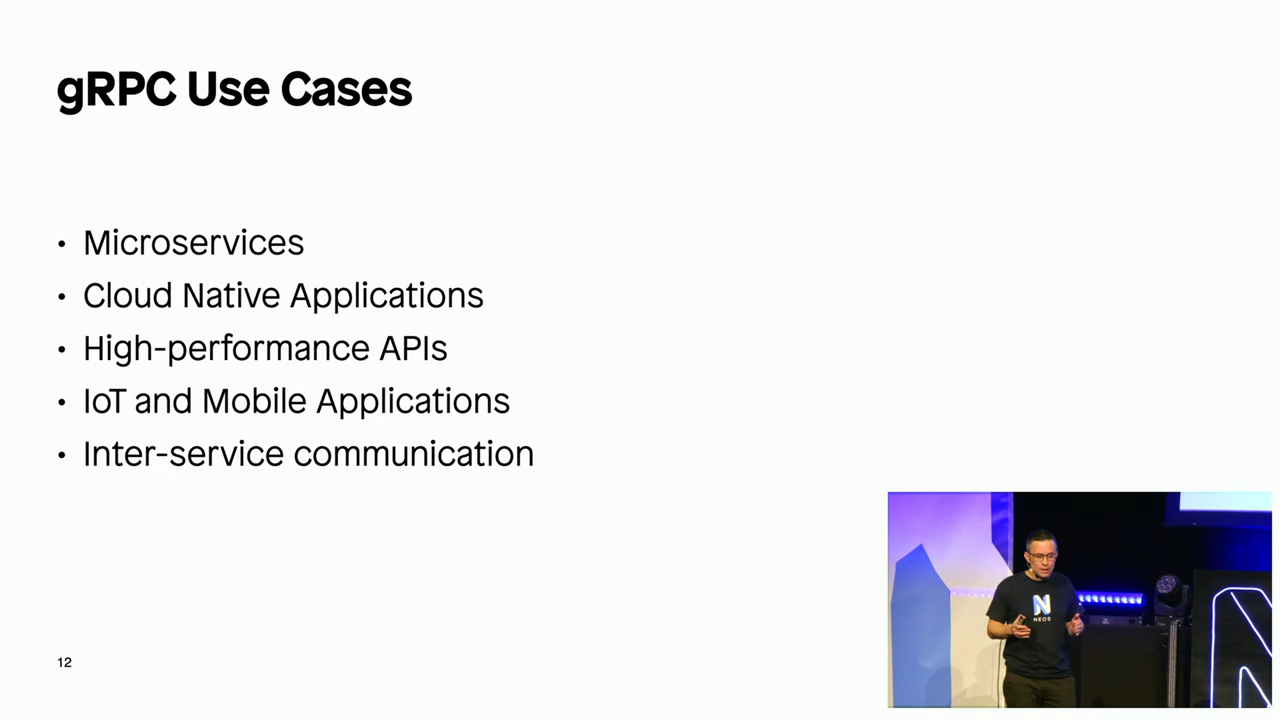 gRPC Use Cases
• Microservices
• Cloud Native Applications
• High-performance APIs
• IoT and Mobile Applications
• Inter-service communication
12
N
NEOS
N